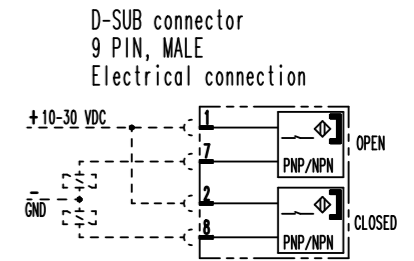 D-SUB connector
9 PIN, MALE
Electrical connection
+10-30 VDC
1
OPEN
7
PNP/NPN
-
GND
2
CLOSED
8
PNP/NPN